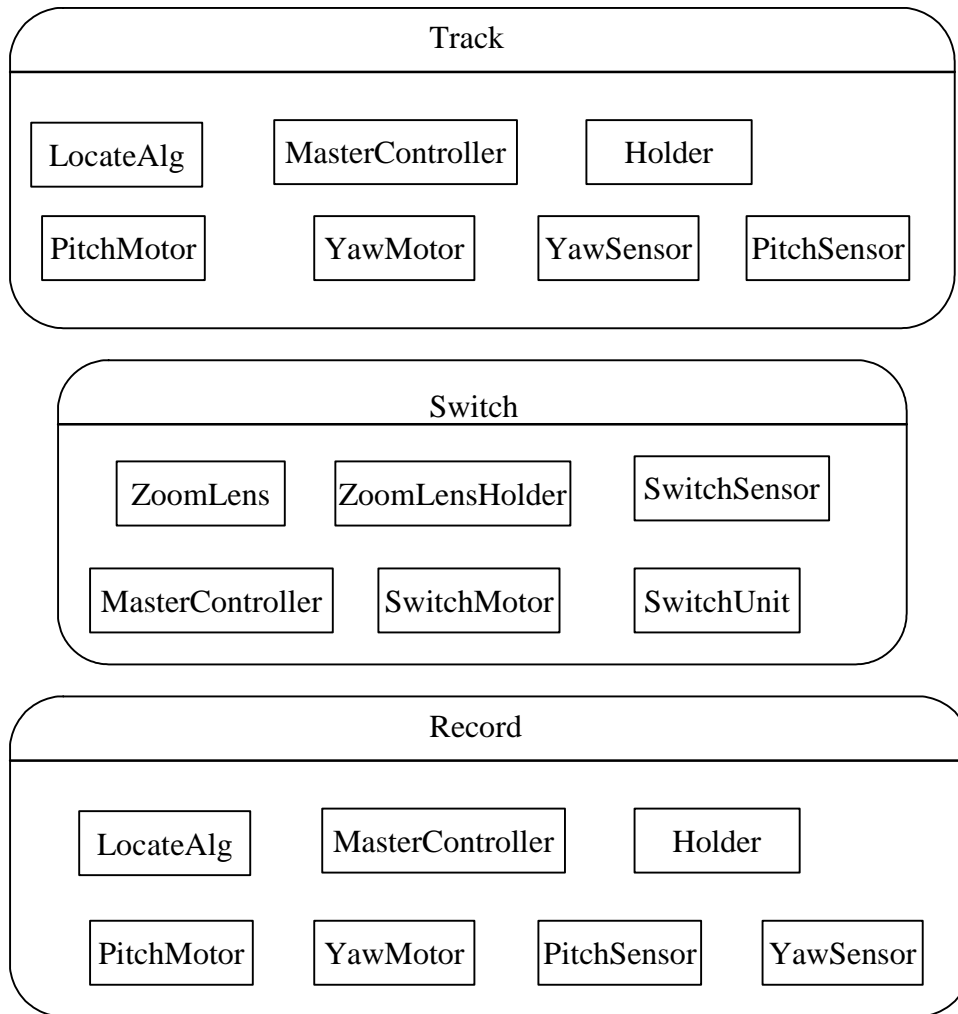 Track
LocateAlg
MasterController
Holder
PitchMotor
YawMotor
YawSensor
PitchSensor
Switch
ZoomLens
ZoomLensHolder
SwitchSensor
MasterController
SwitchMotor
SwitchUnit
Record
LocateAlg
MasterController
Holder
PitchMotor
YawMotor
PitchSensor
YawSensor